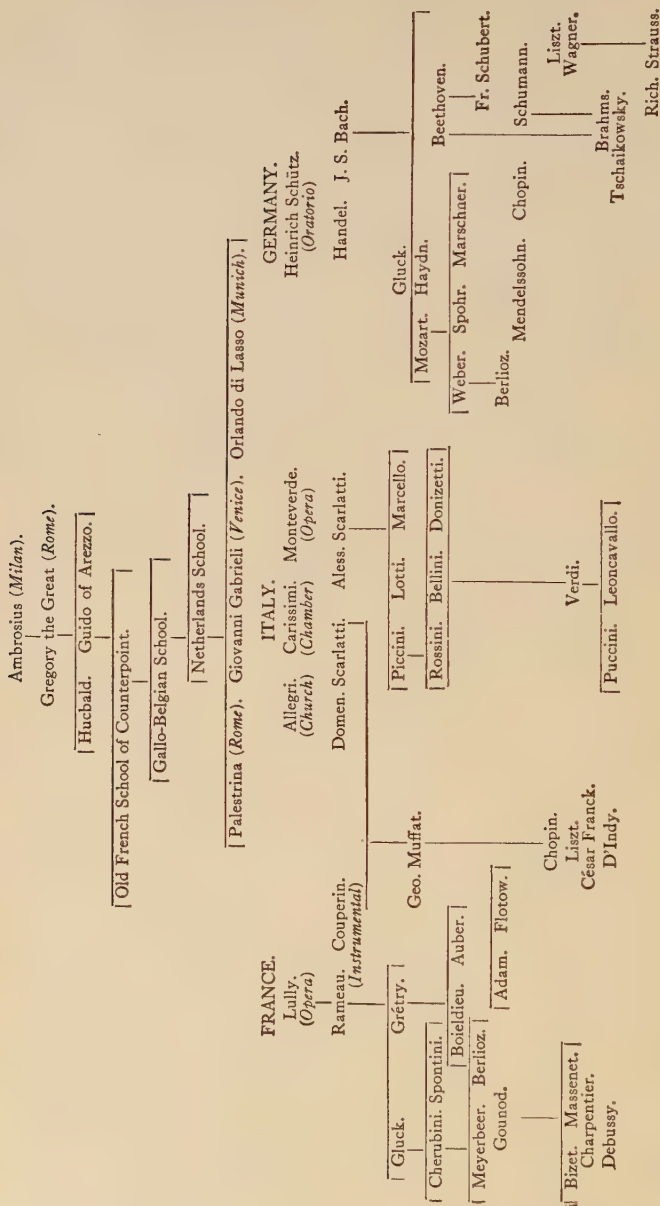 Ambrosius (Milan).
Gregory the Great (Rome).
Hucbald. Guido of Arezzo.
Old French School of Counterpoint.
Gallo-Belgian School.
Netherlands School.
Palestrina (Rome). Giovanni Gabrieli (Venice). Orlando di Lasso (Munich).
FRANCE.
Lully.
(Opera)
Rameau. Couperin.
(Instrumental)
Gluck. Grétry.
Cherubini. Spontini.
Boieldieu. Auber.
Meyerbeer. Berlioz.
Gounod.
Adam. Flotow.
Bizet. Massenet.
Charpentier.
Debussy.
Geo. Muffat.
Chopin.
Liszt.
César Franck.
D'Indy.
ITALY.
Allegri. Carissimi. Monteverde.
(Church) (Chamber) (Opera)
Domen. Scarlatti. Aless. Scarlatti.
Piccini. Lotti. Marcello.
Rossini. Bellini. Donizetti.
Verdi.
Puccini. Leoncavallo.
GERMANY.
Heinrich Schütz.
(Oratorio)
Handel. J. S. Bach.
Gluck.
Mozart. Haydn.
Beethoven.
Weber. Spohr. Marschner.
Fr. Schubert.
Berlioz.
Mendelssohn. Chopin.
Schumann.
Liszt.
Wagner.
Brahms.
Tschaikowsky.
Rich. Strauss.